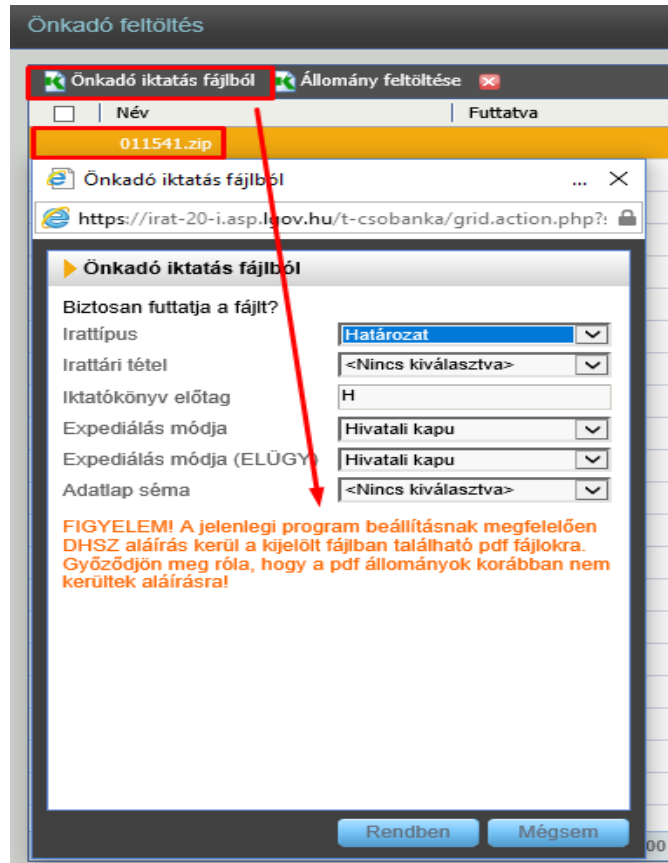 Önkadó feltöltés
Önkadó iktatás fájlból Állomány feltöltése
Név Futtatva
011541.zip
Önkadó iktatás fájlból ...
https://irat-20-i.asp.lgov.hu/t-csobanka/grid.action.php?:
Önkadó iktatás fájlból
Biztosan futtatja a fájlt?
Irattípus Határozat
Irattári tétel <Nincs kiválasztva>
Iktatókönyv előtag H
Expediálás módja Hivatali kapu
Expediálás módja (ELÜGY) Hivatali kapu
Adatlap séma <Nincs kiválasztva>
FIGYELEM! A jelenlegi program beállításnak megfelelően
DHSZ aláírás kerül a kijelölt fájlban található pdf fájlokra.
Győződjön meg róla, hogy a pdf állományok korábban nem
kerültek aláírásra!
Rendben Mégsem
00